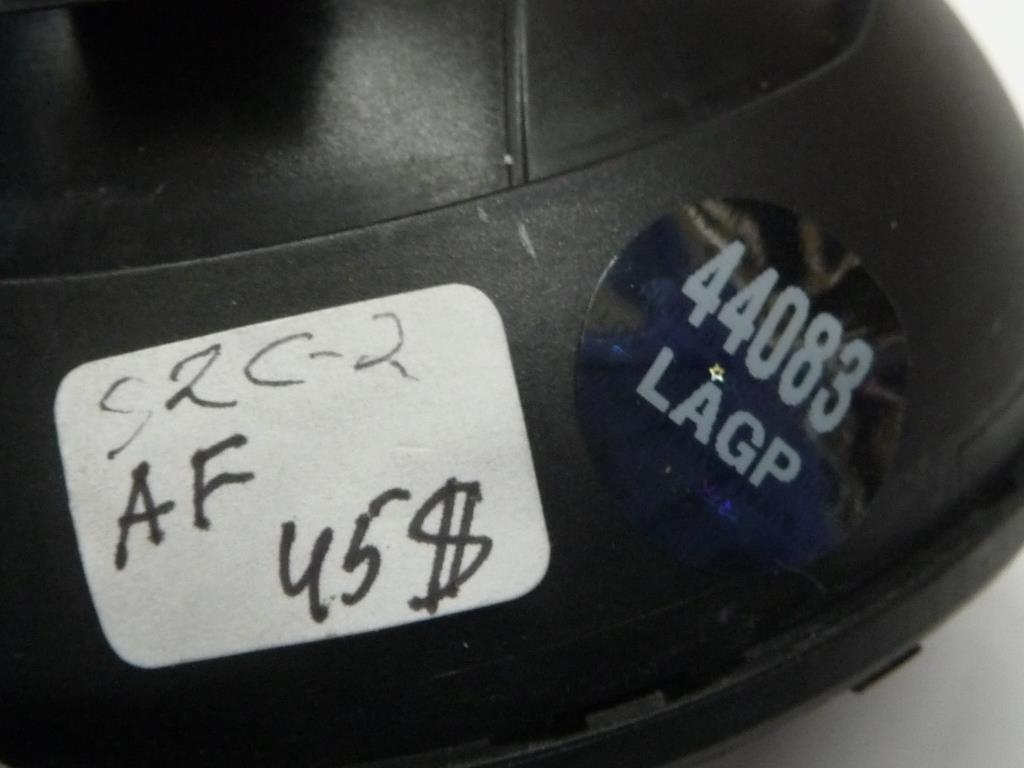 S2C-2
AF
45$
44083
LAGP